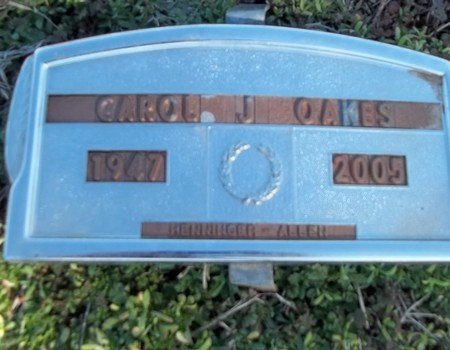 CAROL J OAKES
1947 2005
HENNINGER - ALLEN